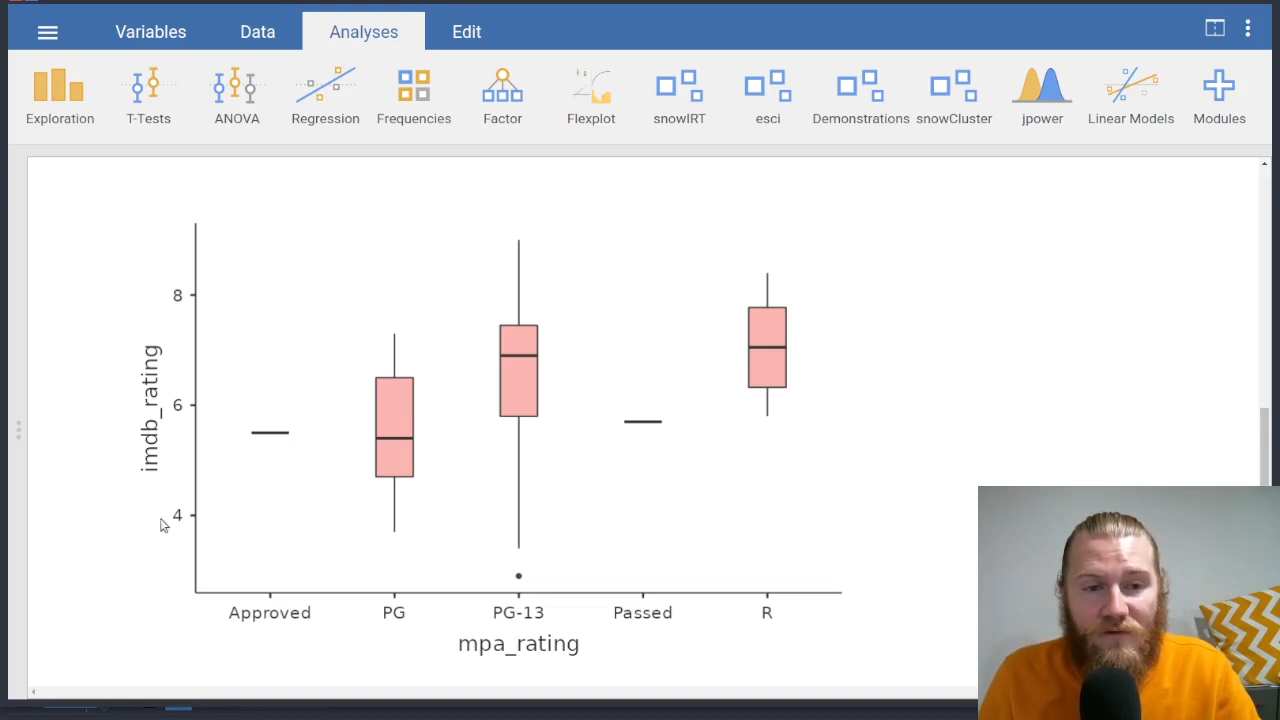 Variables Data Analyses Edit
Exploration T-Tests ANOVA Regression Frequencies Factor Flexplot snowIRT esci Demonstrations snowCluster jpower Linear Models Modules
8
6
4
imdb_rating
Approved PG PG-13 Passed R
mpa_rating